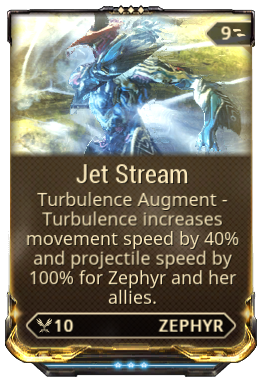 9
Jet Stream
Turbulence Augment -
Turbulence increases
movement speed by 40%
and projectile speed by
100% for Zephyr and her
allies.
10 ZEPHYR